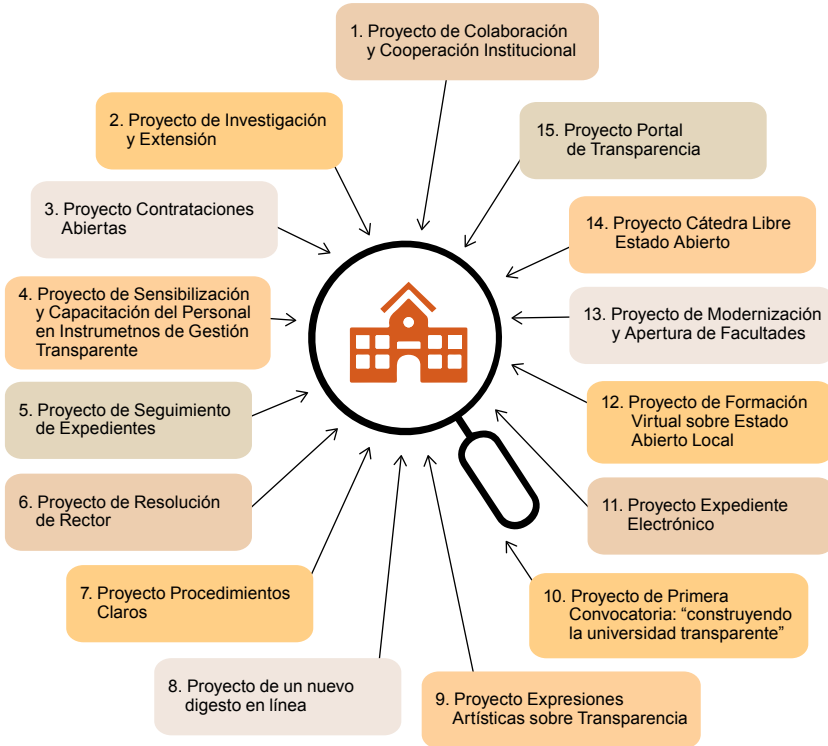 1. Proyecto de Colaboración
y Cooperación Institucional
2. Proyecto de Investigación
y Extensión
3. Proyecto Contrataciones
Abiertas
4. Proyecto de Sensibilización
y Capacitación del Personal
en Instrumetnos de Gestión
Transparente
5. Proyecto de Seguimiento
de Expedientes
6. Proyecto de Resolución
de Rector
7. Proyecto Procedimientos
Claros
8. Proyecto de un nuevo
digesto en línea
9. Proyecto Expresiones
Artísticas sobre Transparencia
10. Proyecto de Primera
Convocatoria: “construyendo
la universidad transparente”
11. Proyecto Expediente
Electrónico
12. Proyecto de Formación
Virtual sobre Estado
Abierto Local
13. Proyecto de Modernización
y Apertura de Facultades
14. Proyecto Cátedra Libre
Estado Abierto
15. Proyecto Portal
de Transparencia